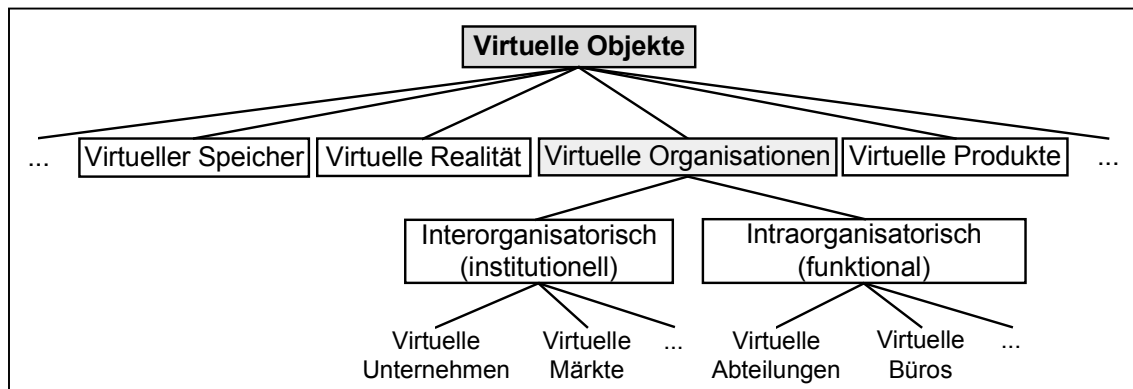 Virtuelle Objekte
... Virtueller Speicher Virtuelle Realität Virtuelle Organisationen Virtuelle Produkte ...
Interorganisatorisch
(institutionell)
Intraorganisatorisch
(funktional)
Virtuelle
Unternehmen
Virtuelle
Märkte
...
Virtuelle
Abteilungen
Virtuelle
Büros
...